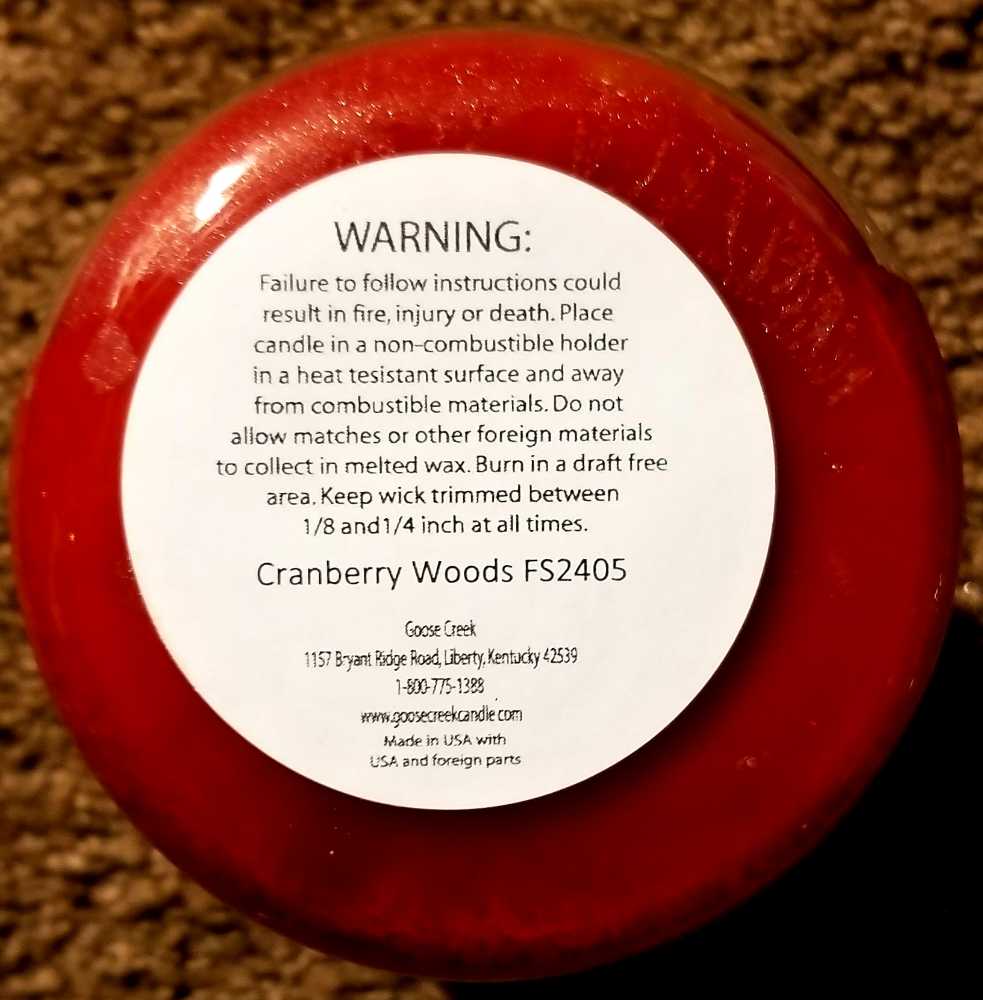 WARNING:
Failure to follow instructions could
result in fire, injury or death. Place
candle in a non-combustible holder
in a heat tesistant surface and away
from combustible materials. Do not
allow matches or other foreign materials
to collect in melted wax. Burn in a draft free
area. Keep wick trimmed between
1/8 and1/4 inch at all times.
Cranberry Woods FS2405
Goose Creek
1157 Bryant Ridge Road, Liberty, Kentucky 42539
1-800-775-1388
www.goosecreekcandle.com
Made in USA with
USA and foreign parts